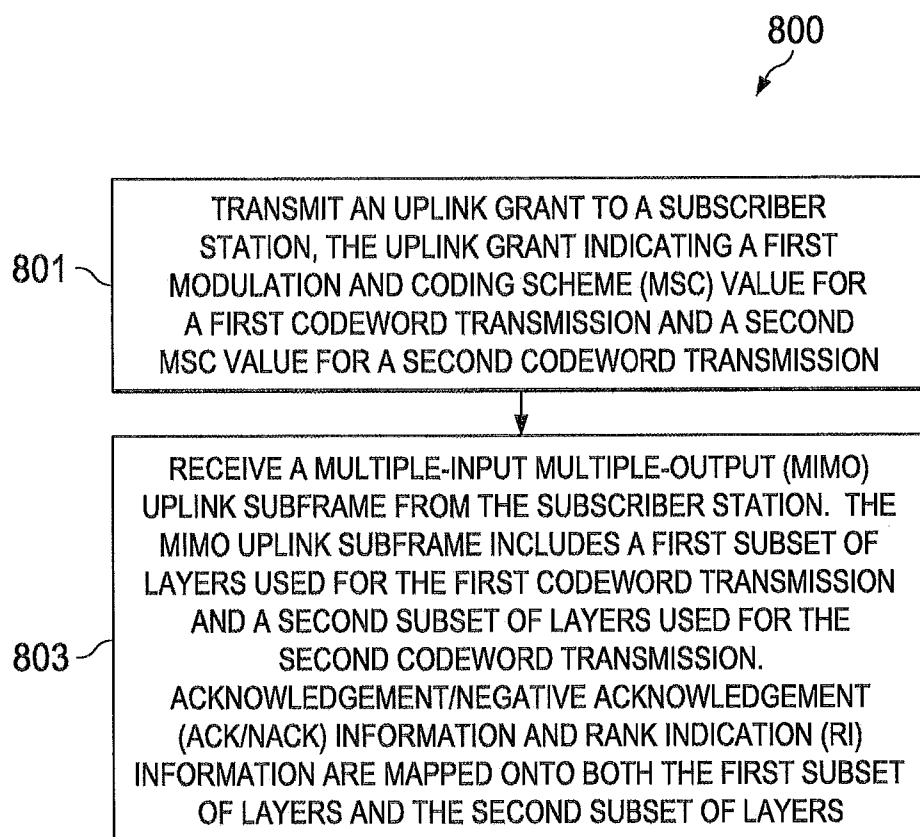 800
801
TRANSMIT AN UPLINK GRANT TO A SUBSCRIBER
STATION, THE UPLINK GRANT INDICATING A FIRST
MODULATION AND CODING SCHEME (MSC) VALUE FOR
A FIRST CODEWORD TRANSMISSION AND A SECOND
MSC VALUE FOR A SECOND CODEWORD TRANSMISSION
803
RECEIVE A MULTIPLE-INPUT MULTIPLE-OUTPUT (MIMO)
UPLINK SUBFRAME FROM THE SUBSCRIBER STATION. THE
MIMO UPLINK SUBFRAME INCLUDES A FIRST SUBSET OF
LAYERS USED FOR THE FIRST CODEWORD TRANSMISSION
AND A SECOND SUBSET OF LAYERS USED FOR THE
SECOND CODEWORD TRANSMISSION.
ACKNOWLEDGEMENT/NEGATIVE ACKNOWLEDGEMENT
(ACK/NACK) INFORMATION AND RANK INDICATION (RI)
INFORMATION ARE MAPPED ONTO BOTH THE FIRST SUBSET
OF LAYERS AND THE SECOND SUBSET OF LAYERS